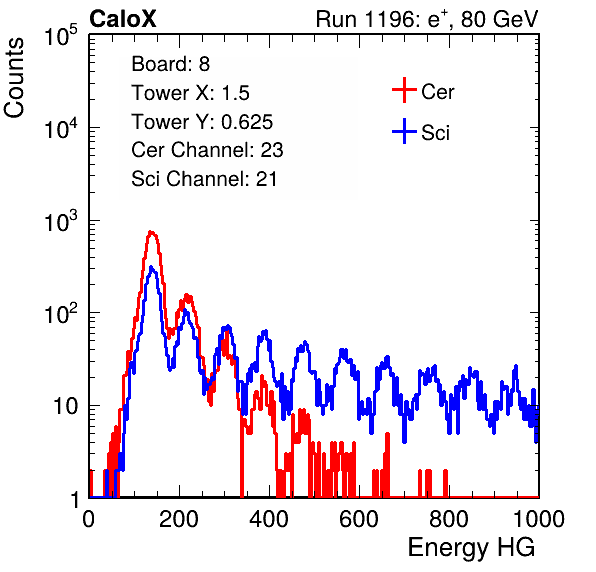 CaloX Run 1196: e⁺, 80 GeV
Counts
10⁵
10⁴
10³
10²
10
1
Board: 8
Tower X: 1.5
Tower Y: 0.625
Cer Channel: 23
Sci Channel: 21
Cer
Sci
0 200 400 600 800 1000
Energy HG